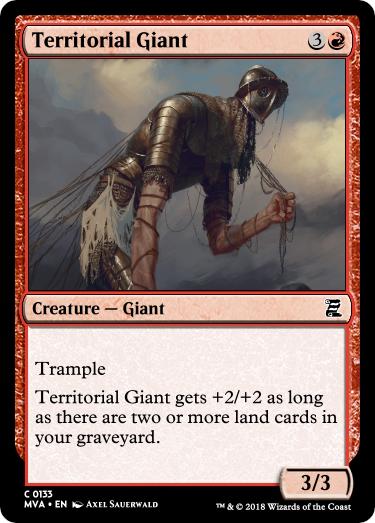 Territorial Giant 3
Creature — Giant
Trample
Territorial Giant gets +2/+2 as long
as there are two or more land cards in
your graveyard.
3/3
C 0133
MVA • EN Axel Sauerwald
™ & © 2018 Wizards of the Coast